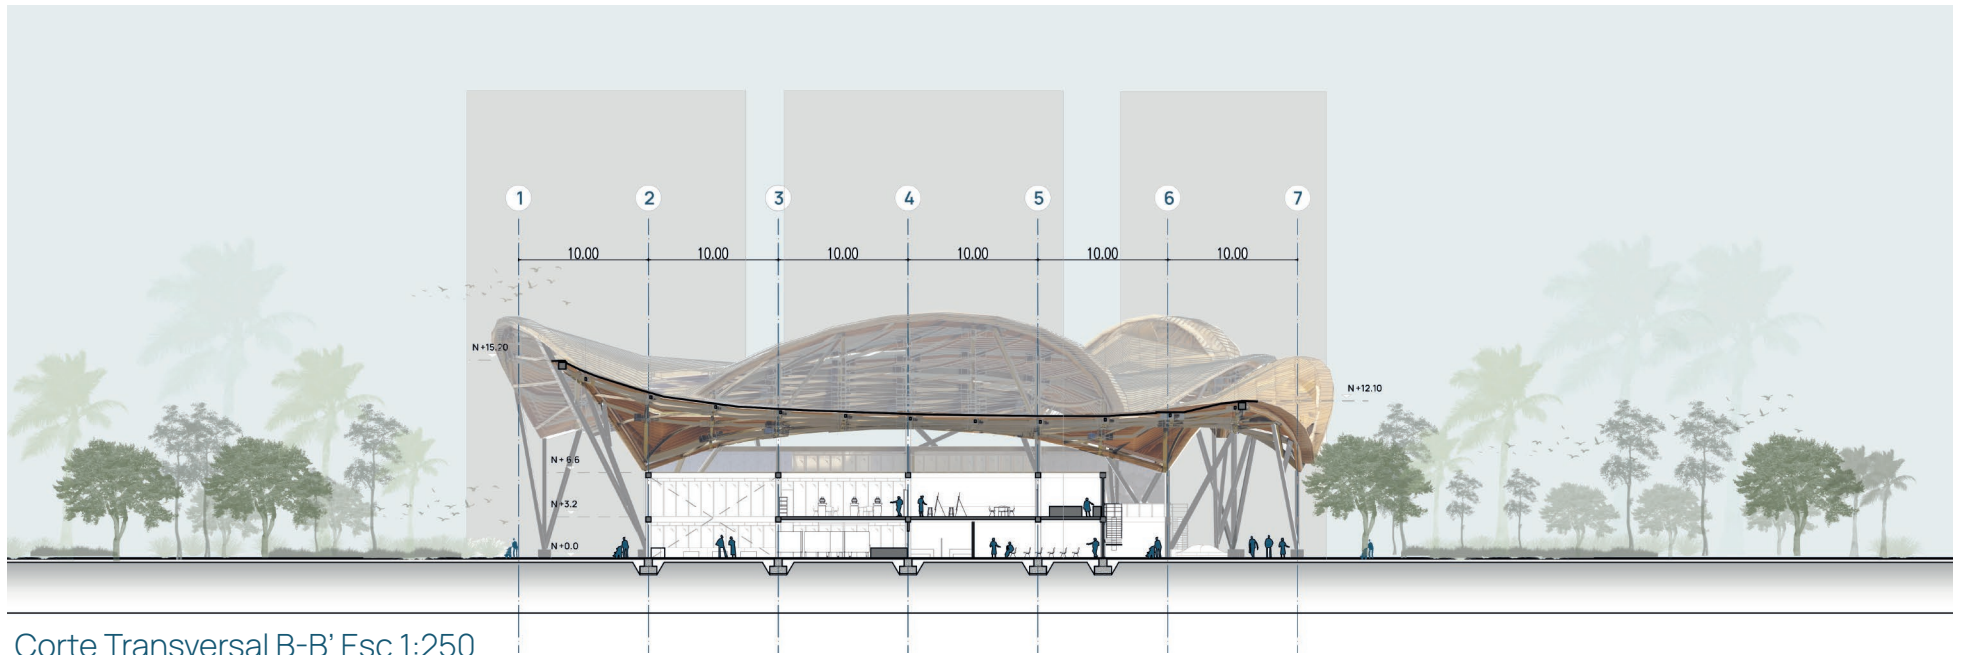 1 2 3 4 5 6 7
10.00 10.00 10.00 10.00 10.00 10.00
N+15.20
N+12.10
N+6.6
N+3.2
N+0.0
Corte Transversal B-B' Esc 1:250